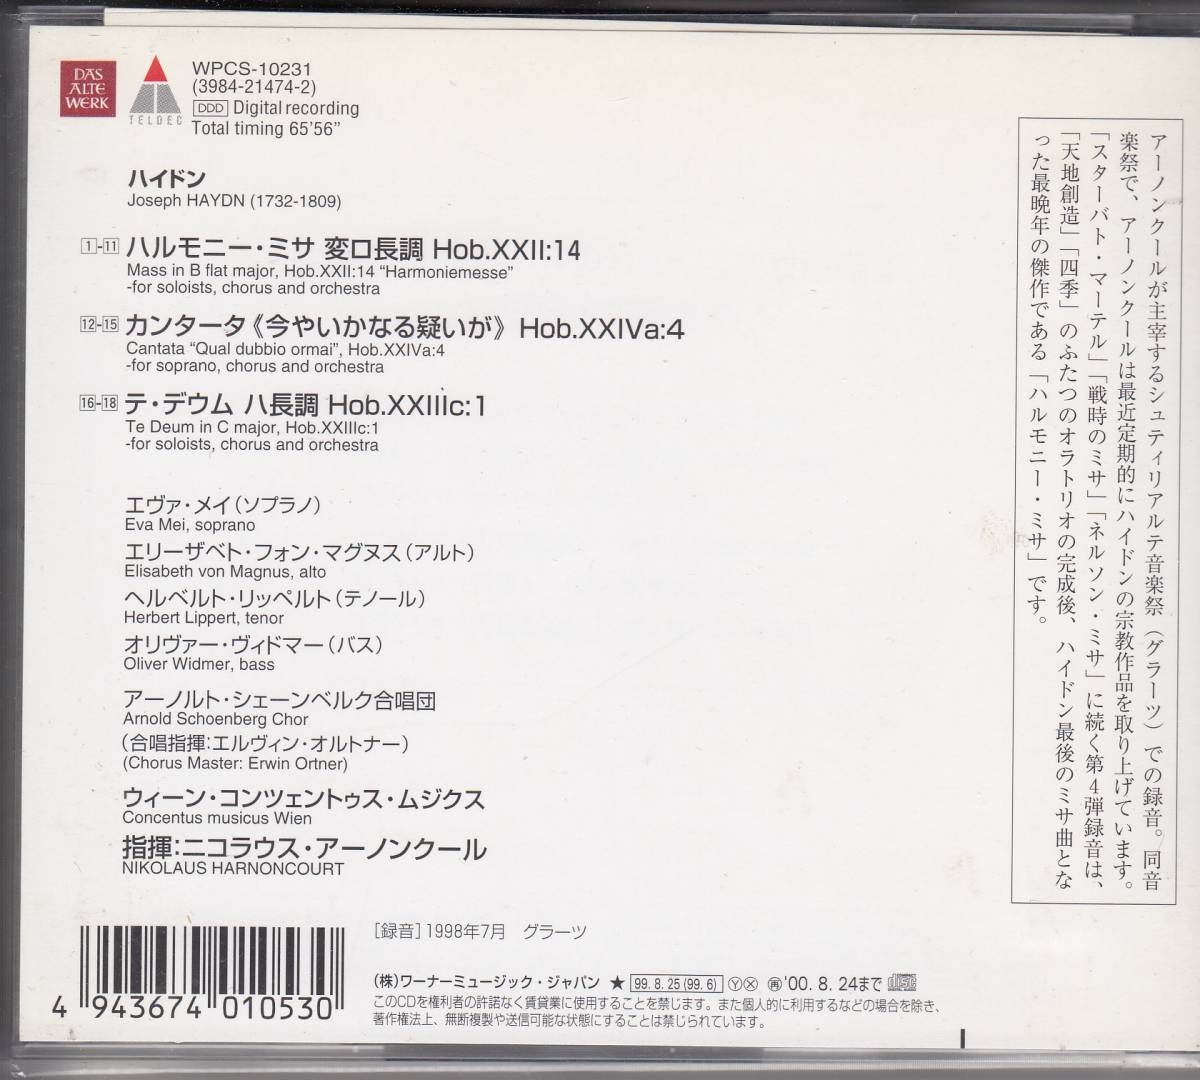 DAS
ALTE
WERK
TELDEC
WPCS-10231
(3984-21474-2)
DDD Digital recording
Total timing 65'56”
ハイドン
Joseph HAYDN (1732-1809)
1-11 ハルモニー・ミサ 変ロ長調 Hob.XXII:14
Mass in B flat major, Hob.XXII:14 “Harmoniemesse”
-for soloists, chorus and orchestra
12-15 カンタータ《今やいかなる疑いが》 Hob.XXIVa:4
Cantata “Qual dubbio ormai”, Hob.XXIVa:4
-for soprano, chorus and orchestra
16-18 テ・デウム ハ長調 Hob.XXIIIc:1
Te Deum in C major, Hob.XXIIIc:1
-for soloists, chorus and orchestra
エヴァ・メイ（ソプラノ）
Eva Mei, soprano
エリーザベト・フォン・マグヌス（アルト）
Elisabeth von Magnus, alto
ヘルベルト・リッペルト（テノール）
Herbert Lippert, tenor
オリヴァー・ヴィドマー（バス）
Oliver Widmer, bass
アーノルト・シェーンベルク合唱団
Arnold Schoenberg Chor
（合唱指揮：エルヴィン・オルトナー）
(Chorus Master: Erwin Ortner)
ウィーン・コンツェントゥス・ムジクス
Concentus musicus Wien
指揮：ニコラウス・アーノンクール
NIKOLAUS HARNONCOURT
アーノンクールが主宰するシュティリアルテ音楽祭（グラーツ）での録音。同音
楽祭で、アーノンクールは最近定期的にハイドンの宗教作品を取り上げています。
「スターバト・マーテル」「戦時のミサ」「ネルソン・ミサ」に続く第4弾録音は、
「天地創造」「四季」のふたつのオラトリオの完成後、ハイドン最後のミサ曲とな
った最晩年の傑作である「ハルモニー・ミサ」です。
［録音］1998年7月 グラーツ
(株)ワーナーミュージック・ジャパン ★ 99. 8. 25 (99. 6) Ⓨ Ⓧ 再 '00. 8. 24まで
このCDを権利者の許諾なく賃貸業に使用することを禁じます。また個人的に利用するなどの場合を除き、
著作権法上、無断複製や送信可能な状態にすることは禁じられています。
4 943674 010530